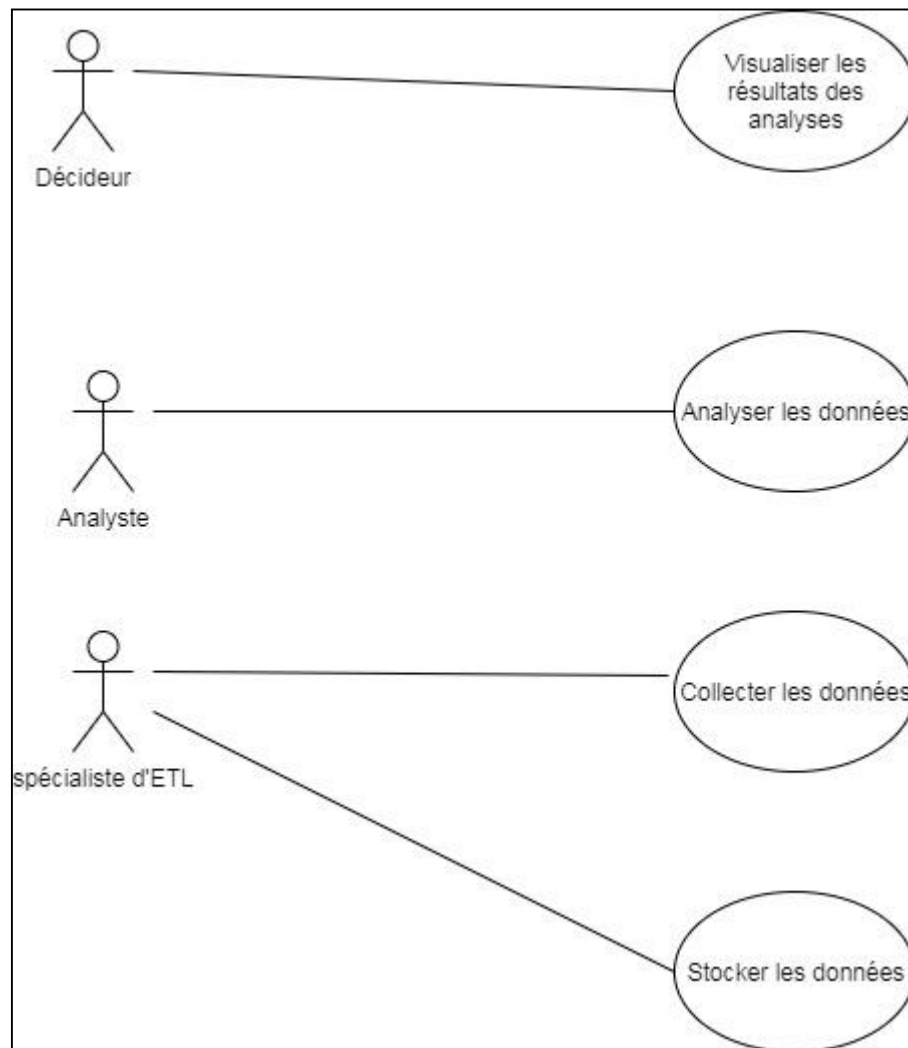 Visualiser les
résultats des
analyses
Décideur
Analyser les données
Analyste
Collecter les données
spécialiste d'ETL
Stocker les données